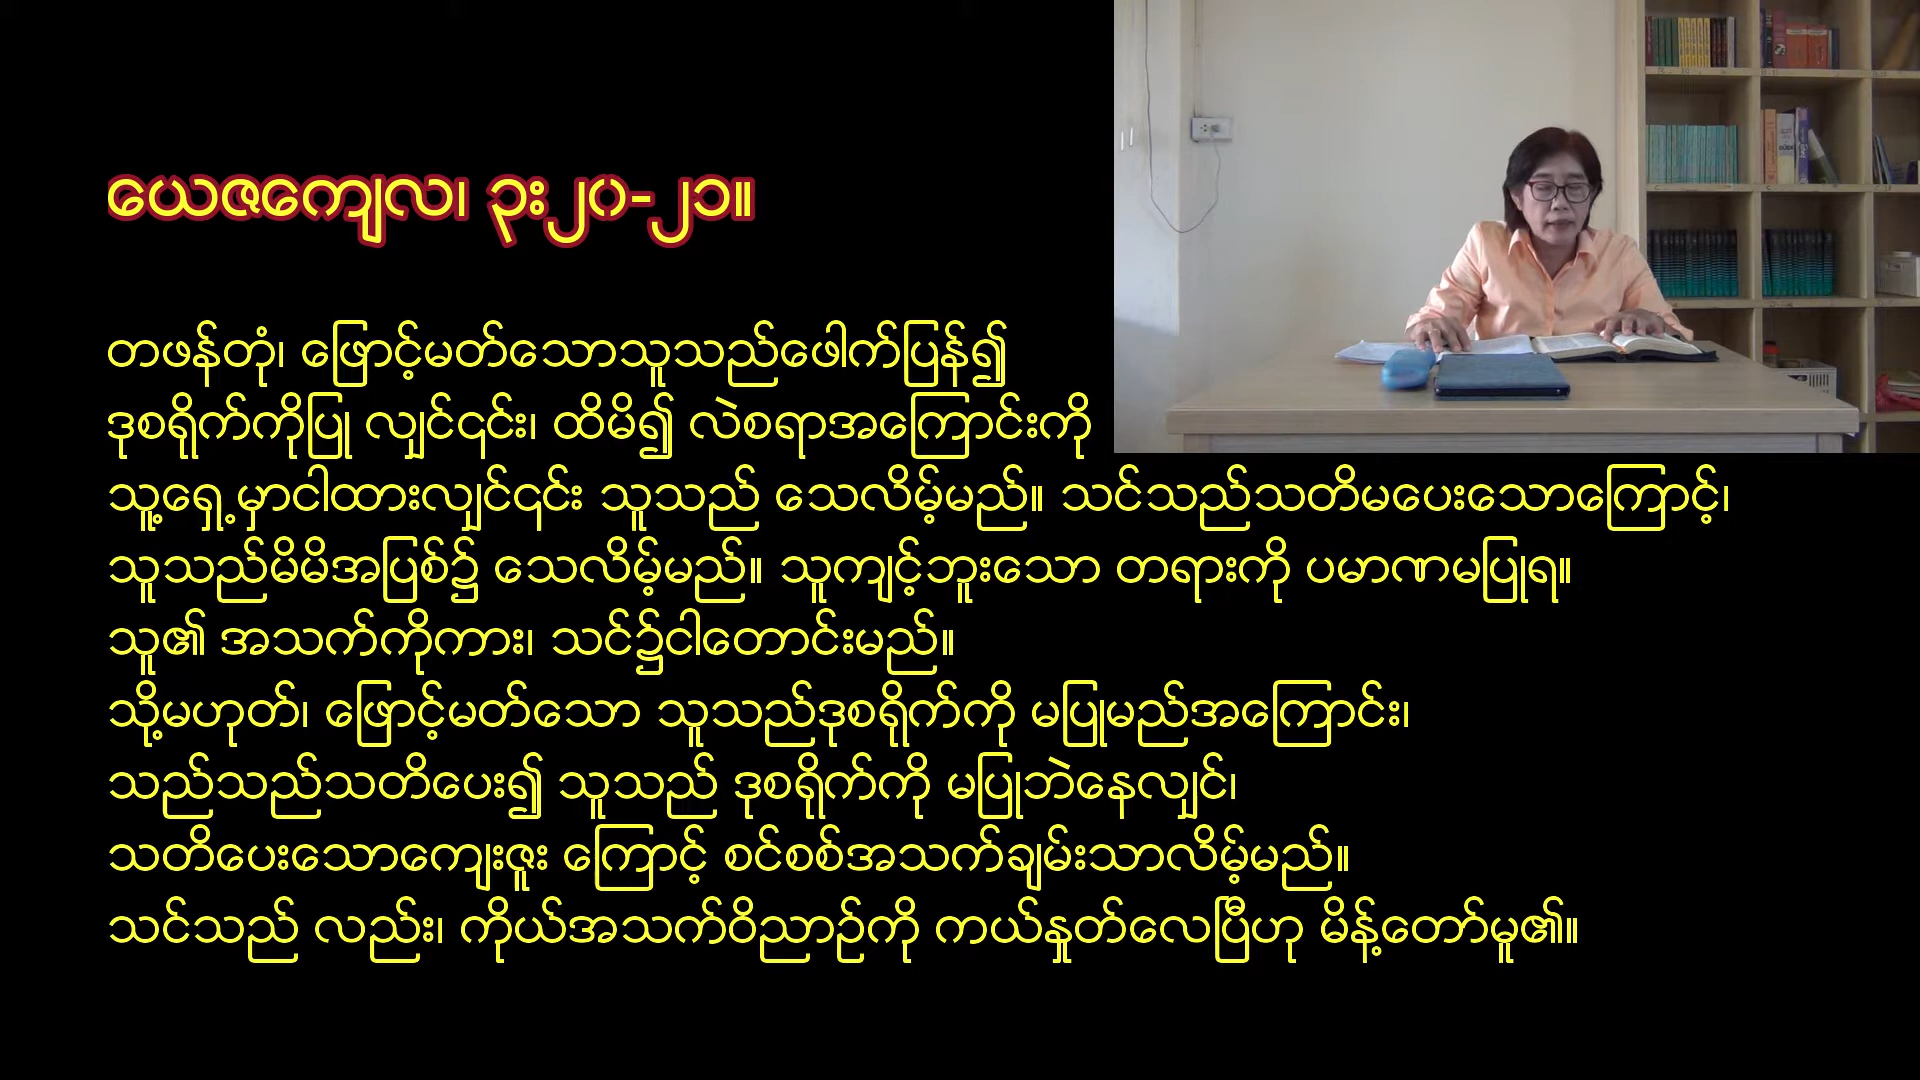 ယေဇကျေလ၊ ၃း၂၀-၂၁။
တဖန်တုံ၊ ဖြောင့်မတ်သောသူသည်ဖေါက်ပြန်၍
ဒုစရိုက်ကိုပြု လျှင်၎င်း၊ ထိမိ၍ လဲစရာအကြောင်းကို
သူ့ရှေ့မှာငါထားလျှင်၎င်း သူသည် သေလိမ့်မည်။ သင်သည်သတိမပေးသောကြောင့်၊
သူသည်မိမိအပြစ်၌ သေလိမ့်မည်။ သူကျင့်ဘူးသော တရားကို ပမာဏမပြုရ။
သူ၏ အသက်ကိုကား၊ သင်၌ငါတောင်းမည်။
သို့မဟုတ်၊ ဖြောင့်မတ်သော သူသည်ဒုစရိုက်ကို မပြုမည်အကြောင်း၊
သည်သည်သတိပေး၍ သူသည် ဒုစရိုက်ကို မပြုဘဲနေလျှင်၊
သတိပေးသောကျေးဇူး ကြောင့် စင်စစ်အသက်ချမ်းသာလိမ့်မည်။
သင်သည် လည်း၊ ကိုယ်အသက်ဝိညာဉ်ကို ကယ်နှုတ်လေပြီဟု မိန့်တော်မူ၏။